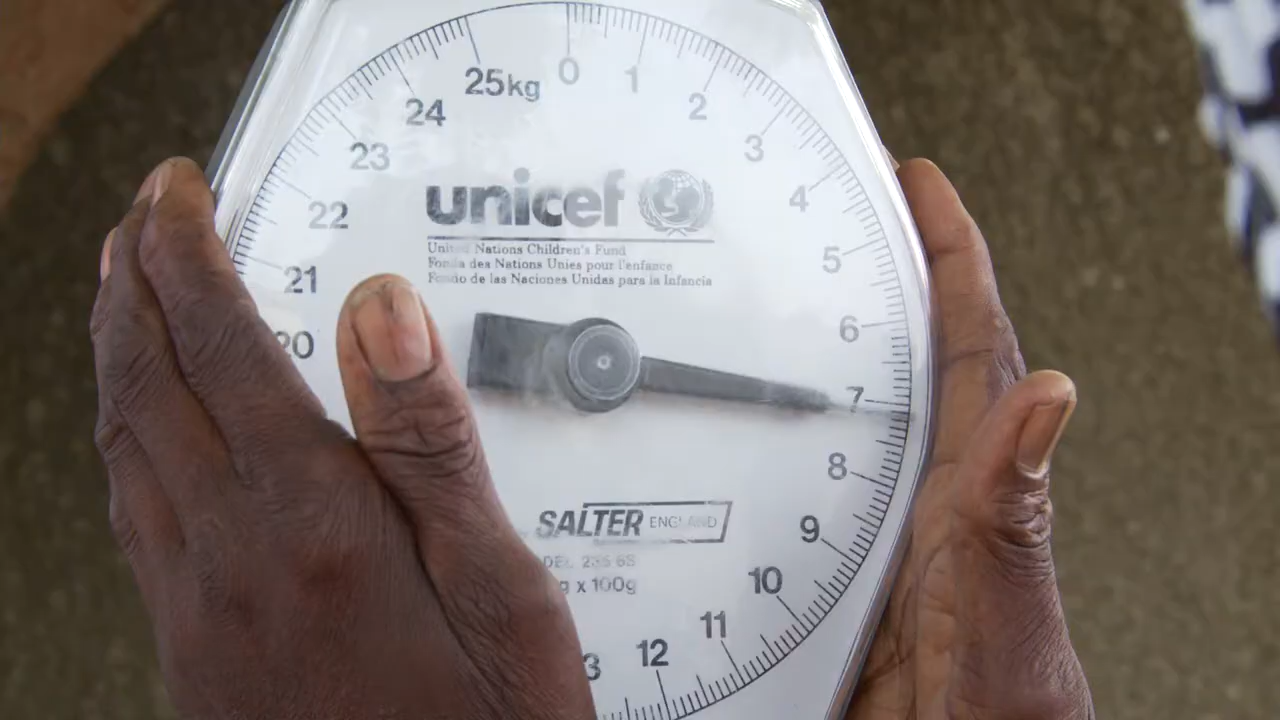 0
1
2
3
4
5
6
7
8
9
10
11
12
20
21
22
23
24
25kg
unicef
United Nations Children's Fund
Fonds des Nations Unies pour l'enfance
Fondo de las Naciones Unidas para la Infancia
SALTER ENGLAND
235 6S
x 100g